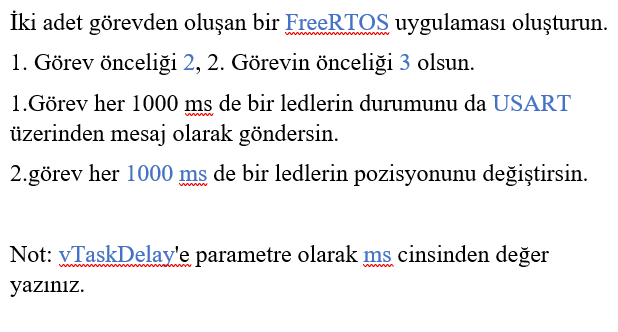 İki adet görevden oluşan bir FreeRTOS uygulaması oluşturun.
1. Görev önceliği 2, 2. Görevin önceliği 3 olsun.
1.Görev her 1000 ms de bir ledlerin durumunu da USART
üzerinden mesaj olarak göndersin.
2.görev her 1000 ms de bir ledlerin pozisyonunu değiştirsin.
Not: vTaskDelay'e parametre olarak ms cinsinden değer
yazınız.